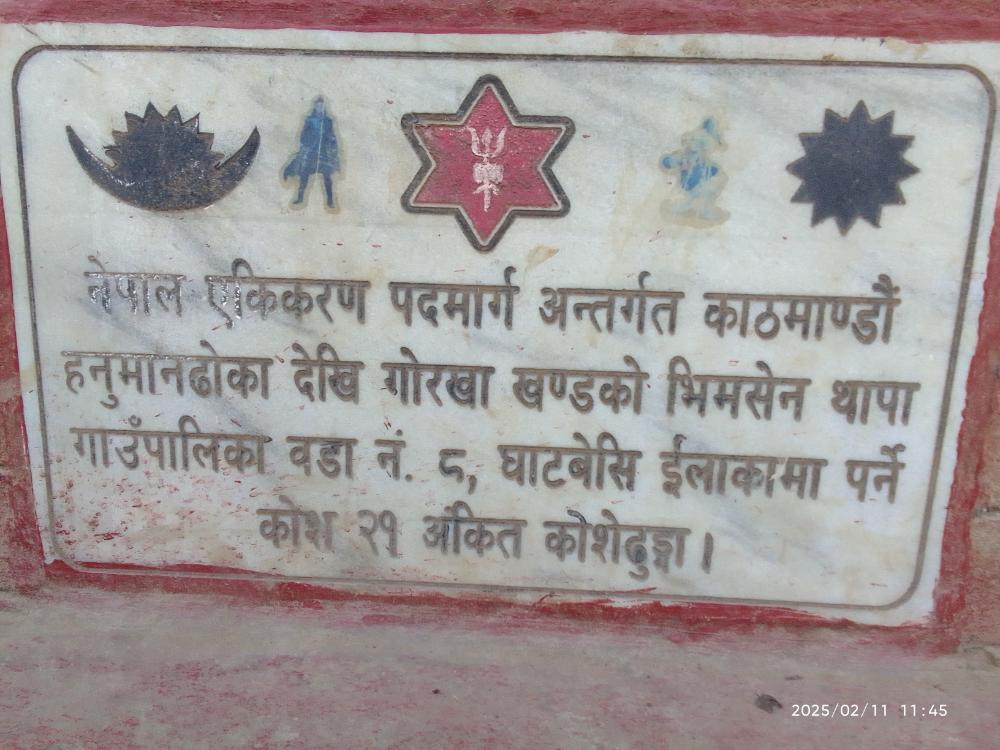 नेपाल एकिकरण पदमार्ग अन्तर्गत काठमाण्डौं
हनुमानढोका देखि गोरखा खण्डको भिमसेन थापा
गाउँपालिका वडा नं. ८, घाटबेसि ईलाकामा पर्ने
कोश २१ अंकित कोशेढुङ्गा।
2025/02/11 11:45